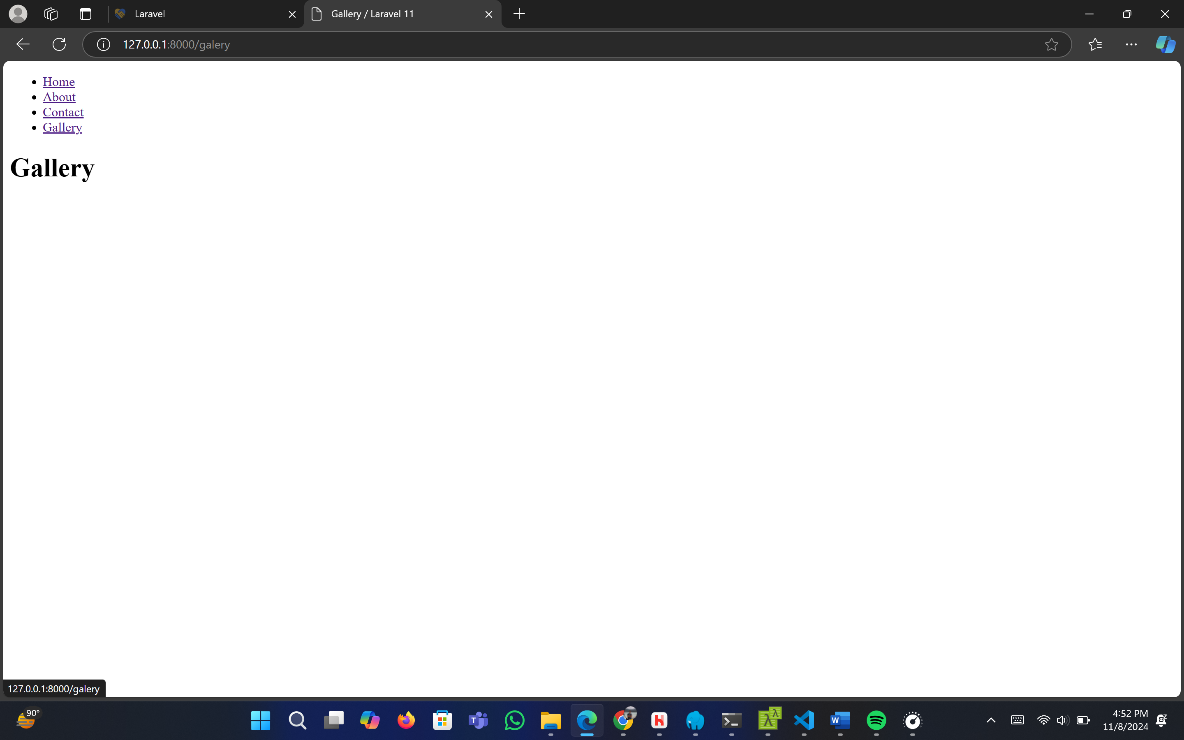 Laravel
Gallery / Laravel 11
127.0.0.1:8000/galery
Home
About
Contact
Gallery
Gallery
127.0.0.1:8000/galery
90°
4:52 PM
11/8/2024